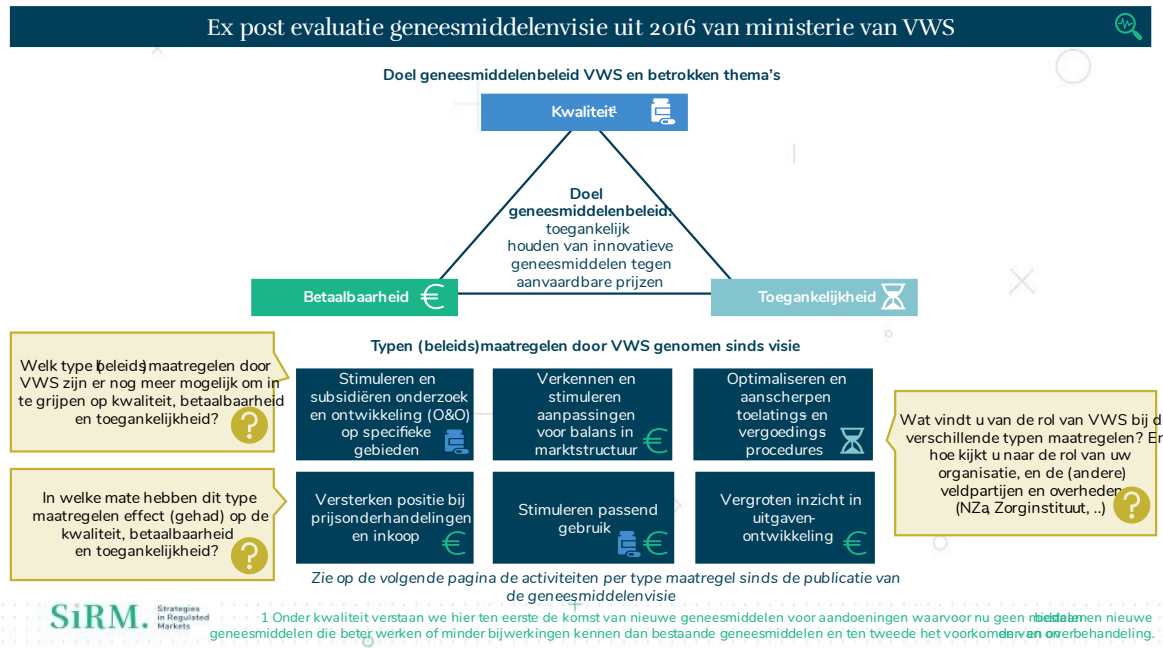 Ex post evaluatie geneesmiddelenvisie uit 2016 van ministerie van VWS
Doel geneesmiddelenbeleid VWS en betrokken thema's
Kwaliteit1
Doel
geneesmiddelenbeleid:
toegankelijk
houden van innovatieve
geneesmiddelen tegen
aanvaardbare prijzen
Betaalbaarheid
Toegankelijkheid
Typen (beleids)maatregelen door VWS genomen sinds visie
Welk type (beleids)maatregelen door
VWS zijn er nog meer mogelijk om in
te grijpen op kwaliteit, betaalbaarheid
en toegankelijkheid?
In welke mate hebben dit type
maatregelen effect (gehad) op de
kwaliteit, betaalbaarheid
en toegankelijkheid?
Stimuleren en
subsidiëren onderzoek
en ontwikkeling (O&O)
op specifieke
gebieden
Verkennen en
stimuleren
aanpassingen
voor balans in
marktstructuur
Optimaliseren en
aanscherpen
toelatings- en
vergoedings
procedures
Versterken positie bij
prijsonderhandelingen
en inkoop
Stimuleren passend
gebruik
Vergroten inzicht in
uitgaven-
ontwikkeling
Wat vindt u van de rol van VWS bij d
verschillende typen maatregelen? En
hoe kijkt u naar de rol van uw
organisatie, en de (andere)
veldpartijen en overheden
(NZa, Zorginstituut, ..)
Zie op de volgende pagina de activiteiten per type maatregel sinds de publicatie van
de geneesmiddelenvisie
SiRM.
Strategies
in Regulated
Markets
1 Onder kwaliteit verstaan we hier ten eerste de komst van nieuwe geneesmiddelen voor aandoeningen waarvoor nu geen middelen en nieuwe
geneesmiddelen die beter werken of minder bijwerkingen kennen dan bestaande geneesmiddelen en ten tweede het voorkomen van overbehandeling.